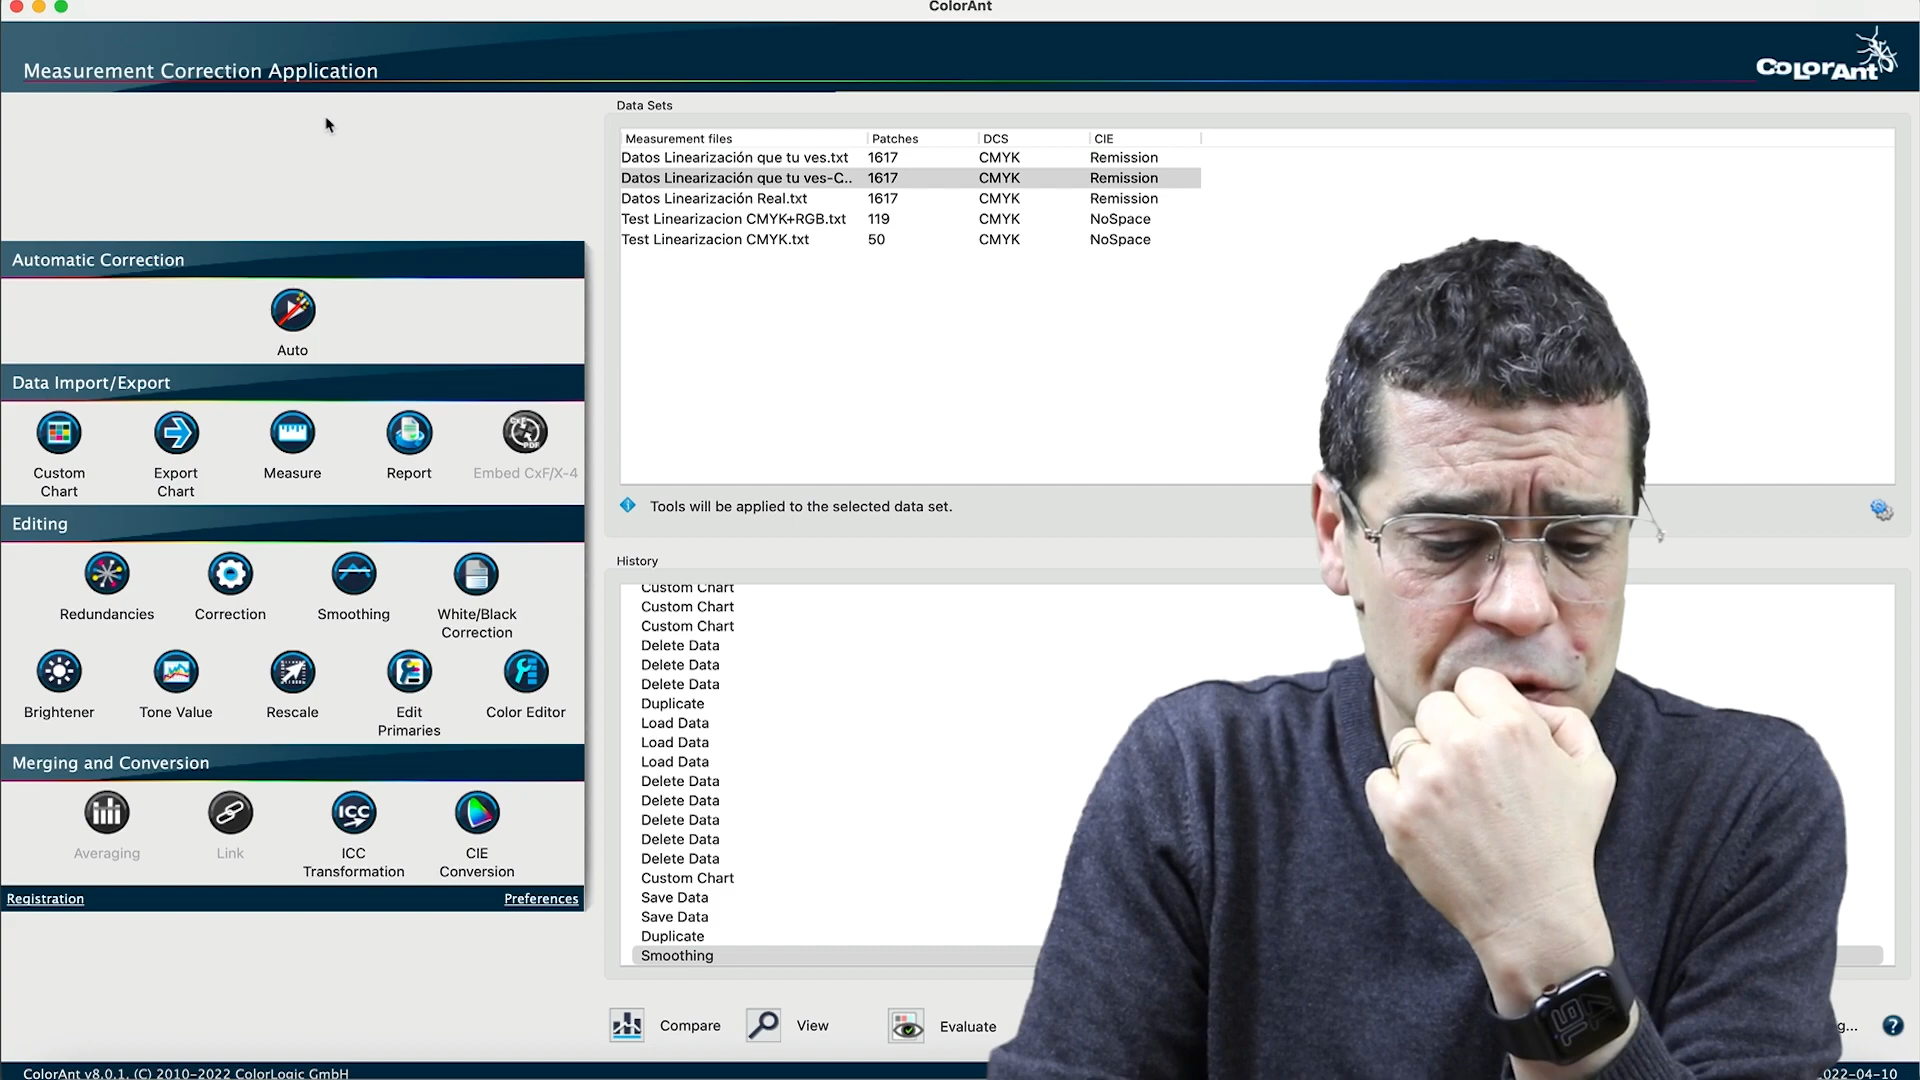 ColorAnt
Measurement Correction Application
ColorAnt
Data Sets
Measurement files Patches DCS CIE
Datos Linearización que tu ves.txt 1617 CMYK Remission
Datos Linearización que tu ves-C.. 1617 CMYK Remission
Datos Linearización Real.txt 1617 CMYK Remission
Test Linearizacion CMYK+RGB.txt 119 CMYK NoSpace
Test Linearizacion CMYK.txt 50 CMYK NoSpace
Tools will be applied to the selected data set.
Automatic Correction
Auto
Data Import/Export
Custom Chart
Export Chart
Measure
Report
Embed CxF/X-4
Editing
Redundancies
Correction
Smoothing
White/Black Correction
Brightener
Tone Value
Rescale
Edit Primaries
Color Editor
Merging and Conversion
Averaging
Link
ICC
ICC Transformation
CIE Conversion
Registration
Preferences
History
Custom Chart
Custom Chart
Custom Chart
Delete Data
Delete Data
Delete Data
Duplicate
Load Data
Load Data
Load Data
Delete Data
Delete Data
Delete Data
Delete Data
Delete Data
Custom Chart
Save Data
Save Data
Duplicate
Smoothing
Compare
View
Evaluate
g...
?
ColorAnt v8.0.1, (C) 2010-2022 ColorLogic GmbH
022-04-10